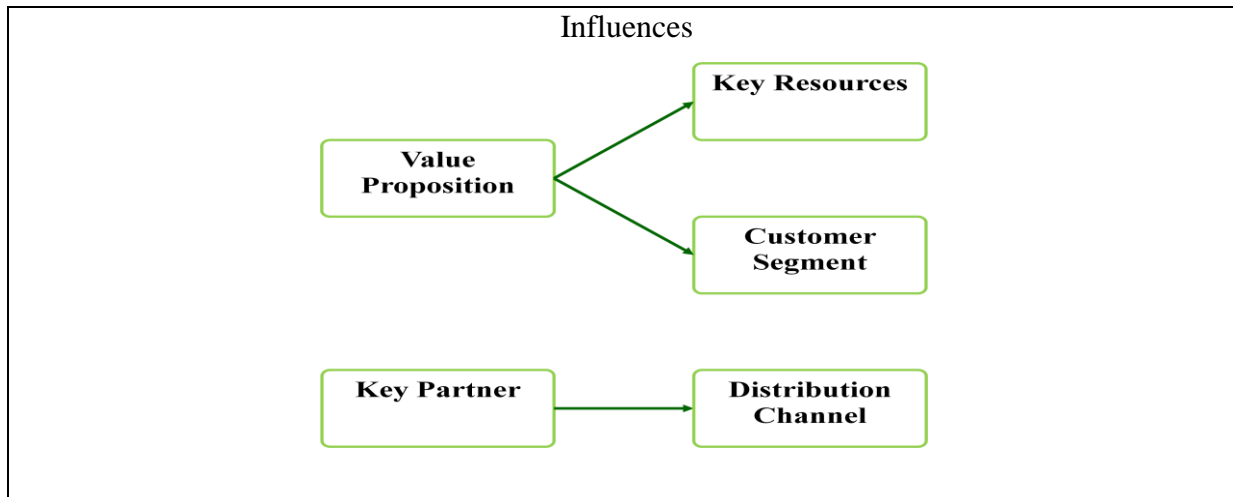 Influences
Key Resources
Value
Proposition
Customer
Segment
Key Partner
Distribution
Channel